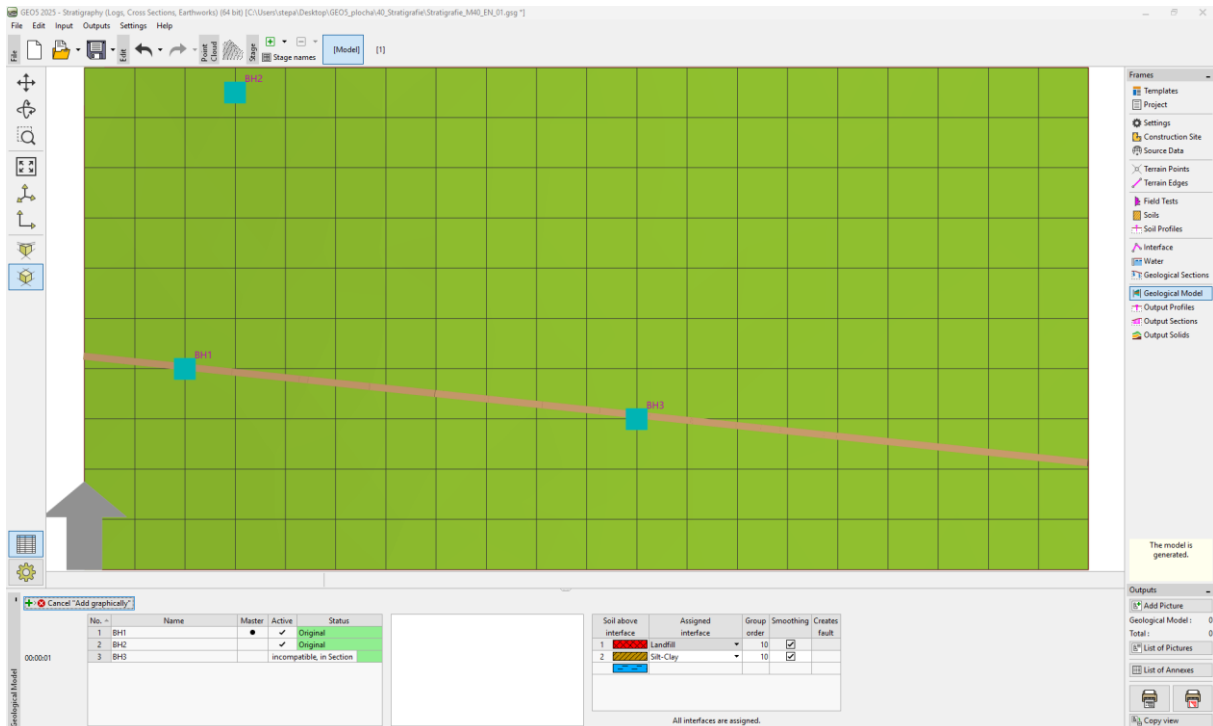 GEO5 2025 - Stratigraphy (Logs, Cross Sections, Earthworks) (64 bit) [C:\Users\stepa\Desktop\GEO5_plocha\40_Stratigrafie\Stratigrafie_M40_EN_01.gsg *]
File Edit Input Outputs Settings Help
File
Edit
Point Cloud
Stage
Stage names
[Model]
[1]
BH2
BH1
BH3
Frames
Templates
Project
Settings
Construction Site
Source Data
Terrain Points
Terrain Edges
Field Tests
Soils
Soil Profiles
Interface
Water
Geological Sections
Geological Model
Output Profiles
Output Sections
Output Solids
The model is
generated.
Outputs
Add Picture
Geological Model : 0
Total : 0
List of Pictures
List of Annexes
Copy view
Geological Model
00:00:01
Cancel "Add graphically"
No. Name Master Active Status
1 BH1 ● ✓ Original
2 BH2 ✓ Original
3 BH3 incompatible, in Section
Soil above Assigned Group Smoothing Creates
interface interface order fault
1 Landfill 10
2 Silt-Clay 10
All interfaces are assigned.